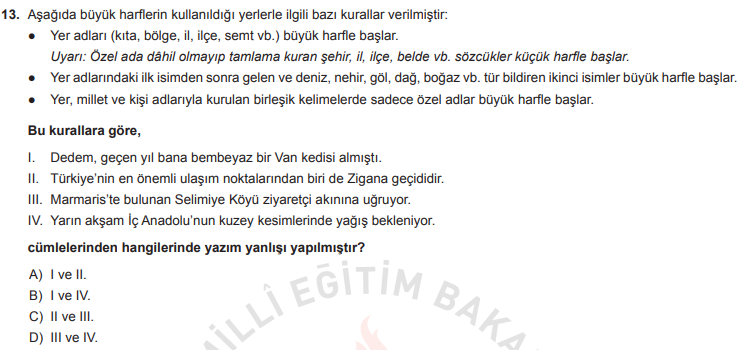 13. Aşağıda büyük harflerin kullanıldığı yerlerle ilgili bazı kurallar verilmiştir:
● Yer adları (kıta, bölge, il, ilçe, semt vb.) büyük harfle başlar.
Uyarı: Özel ada dâhil olmayıp tamlama kuran şehir, il, ilçe, belde vb. sözcükler küçük harfle başlar.
● Yer adlarındaki ilk isimden sonra gelen ve deniz, nehir, göl, dağ, boğaz vb. tür bildiren ikinci isimler büyük harfle başlar.
● Yer, millet ve kişi adlarıyla kurulan birleşik kelimelerde sadece özel adlar büyük harfle başlar.
Bu kurallara göre,
I. Dedem, geçen yıl bana bembeyaz bir Van kedisi almıştı.
II. Türkiye'nin en önemli ulaşım noktalarından biri de Zigana geçididir.
III. Marmaris'te bulunan Selimiye Köyü ziyaretçi akınına uğruyor.
IV. Yarın akşam İç Anadolu'nun kuzey kesimlerinde yağış bekleniyor.
cümlelerinden hangilerinde yazım yanlışı yapılmıştır?
A) I ve II.
B) I ve IV.
C) II ve III.
D) III ve IV.
MİLLÎ EĞİTİM BAKA